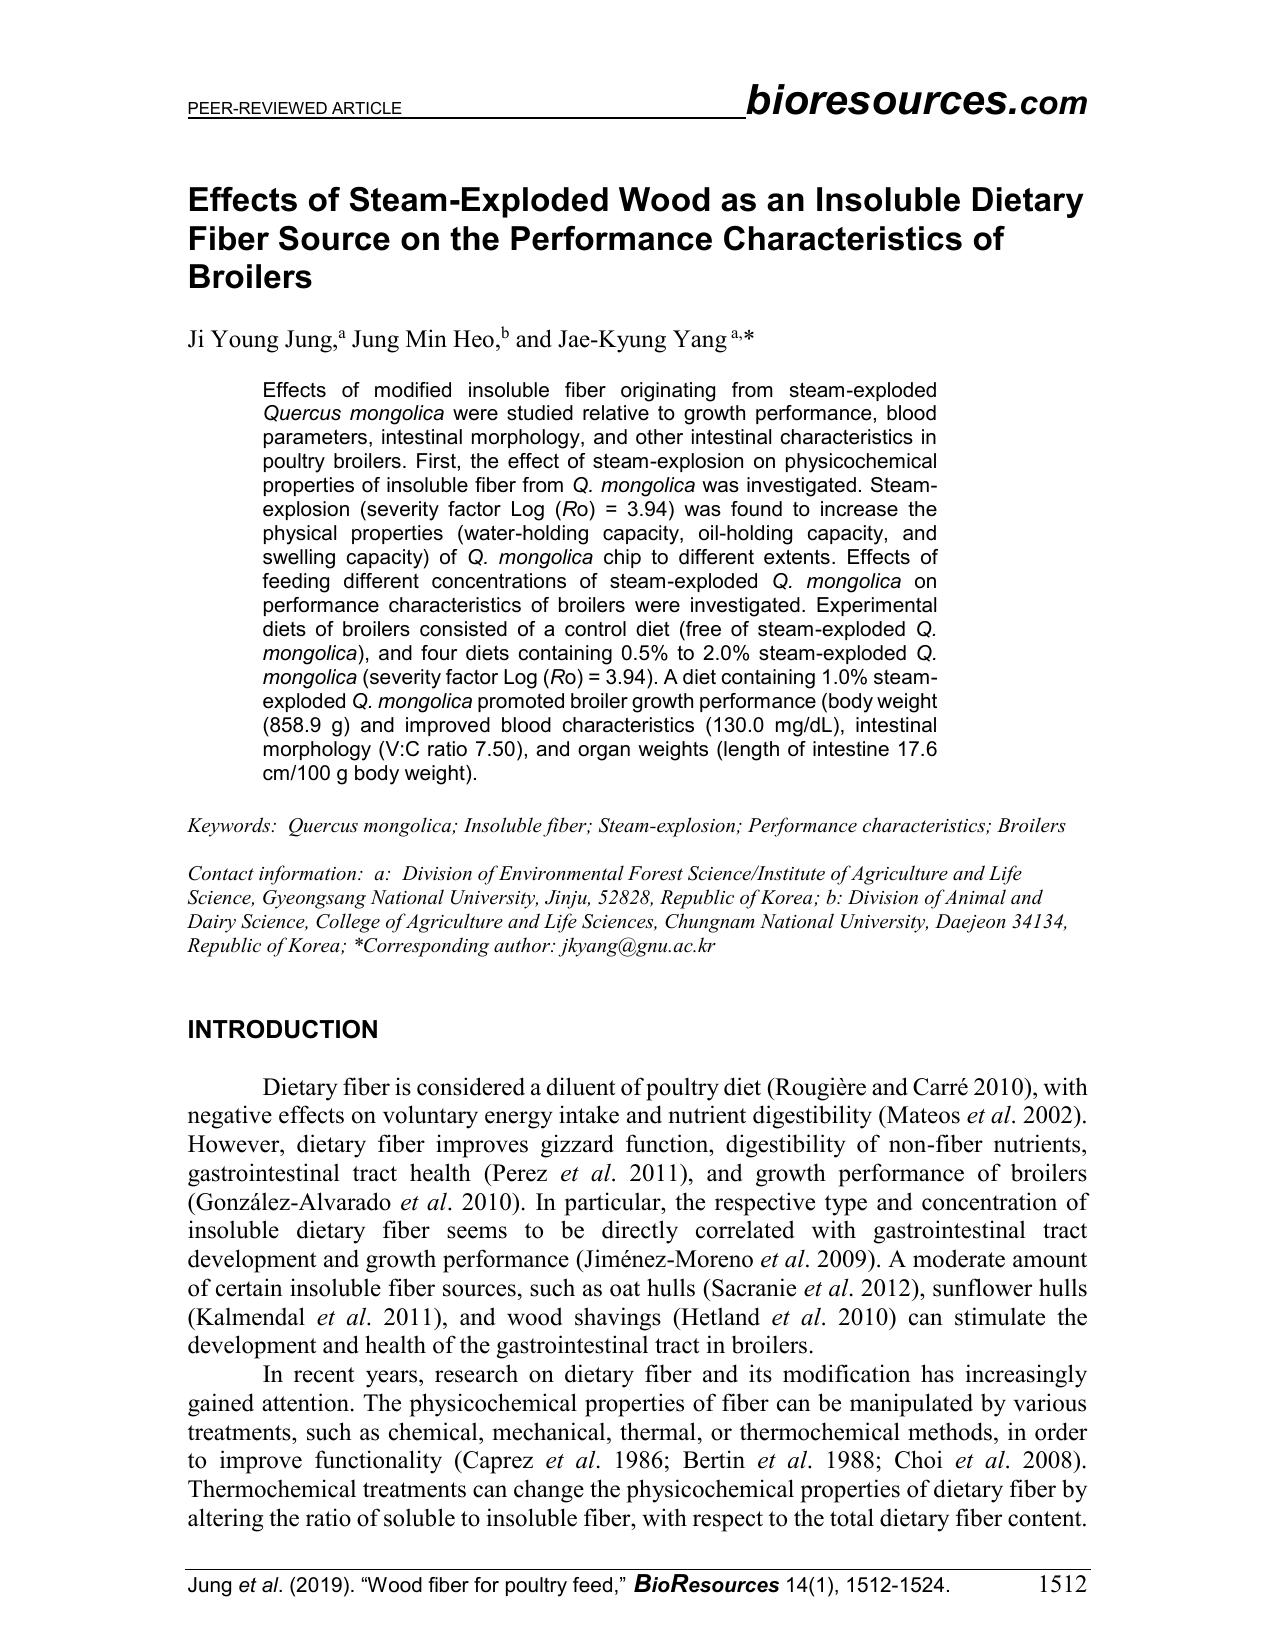 PEER-REVIEWED ARTICLE bioresources.com
Effects of Steam-Exploded Wood as an Insoluble Dietary
Fiber Source on the Performance Characteristics of
Broilers
Ji Young Jung,a Jung Min Heo,b and Jae-Kyung Yang a,*
Effects of modified insoluble fiber originating from steam-exploded
Quercus mongolica were studied relative to growth performance, blood
parameters, intestinal morphology, and other intestinal characteristics in
poultry broilers. First, the effect of steam-explosion on physicochemical
properties of insoluble fiber from Q. mongolica was investigated. Steam-
explosion (severity factor Log (Ro) = 3.94) was found to increase the
physical properties (water-holding capacity, oil-holding capacity, and
swelling capacity) of Q. mongolica chip to different extents. Effects of
feeding different concentrations of steam-exploded Q. mongolica on
performance characteristics of broilers were investigated. Experimental
diets of broilers consisted of a control diet (free of steam-exploded Q.
mongolica), and four diets containing 0.5% to 2.0% steam-exploded Q.
mongolica (severity factor Log (Ro) = 3.94). A diet containing 1.0% steam-
exploded Q. mongolica promoted broiler growth performance (body weight
(858.9 g) and improved blood characteristics (130.0 mg/dL), intestinal
morphology (V:C ratio 7.50), and organ weights (length of intestine 17.6
cm/100 g body weight).
Keywords: Quercus mongolica; Insoluble fiber; Steam-explosion; Performance characteristics; Broilers
Contact information: a: Division of Environmental Forest Science/Institute of Agriculture and Life
Science, Gyeongsang National University, Jinju, 52828, Republic of Korea; b: Division of Animal and
Dairy Science, College of Agriculture and Life Sciences, Chungnam National University, Daejeon 34134,
Republic of Korea; *Corresponding author: jkyang@gnu.ac.kr
INTRODUCTION
Dietary fiber is considered a diluent of poultry diet (Rougière and Carré 2010), with
negative effects on voluntary energy intake and nutrient digestibility (Mateos et al. 2002).
However, dietary fiber improves gizzard function, digestibility of non-fiber nutrients,
gastrointestinal tract health (Perez et al. 2011), and growth performance of broilers
(González-Alvarado et al. 2010). In particular, the respective type and concentration of
insoluble dietary fiber seems to be directly correlated with gastrointestinal tract
development and growth performance (Jiménez-Moreno et al. 2009). A moderate amount
of certain insoluble fiber sources, such as oat hulls (Sacranie et al. 2012), sunflower hulls
(Kalmendal et al. 2011), and wood shavings (Hetland et al. 2010) can stimulate the
development and health of the gastrointestinal tract in broilers.
In recent years, research on dietary fiber and its modification has increasingly
gained attention. The physicochemical properties of fiber can be manipulated by various
treatments, such as chemical, mechanical, thermal, or thermochemical methods, in order
to improve functionality (Caprez et al. 1986; Bertin et al. 1988; Choi et al. 2008).
Thermochemical treatments can change the physicochemical properties of dietary fiber by
altering the ratio of soluble to insoluble fiber, with respect to the total dietary fiber content.
Jung et al. (2019). “Wood fiber for poultry feed,” BioResources 14(1), 1512-1524. 1512